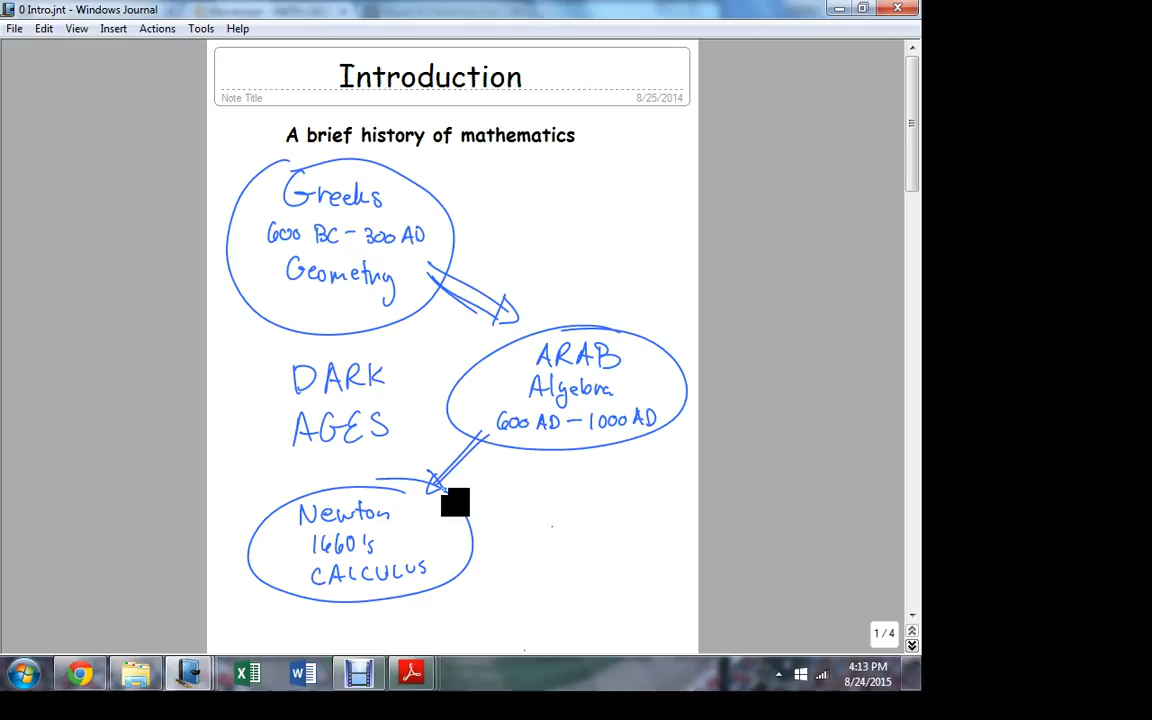 0 Intro.jnt - Windows Journal
File Edit View Insert Actions Tools Help
Introduction
Note Title
8/25/2014
A brief history of mathematics
Greeks
600 BC - 300 AD
Geometry
ARAB
Algebra
600 AD - 1000 AD
DARK
AGES
Newton
1660's
CALCULUS
1 / 4
4:13 PM
8/24/2015